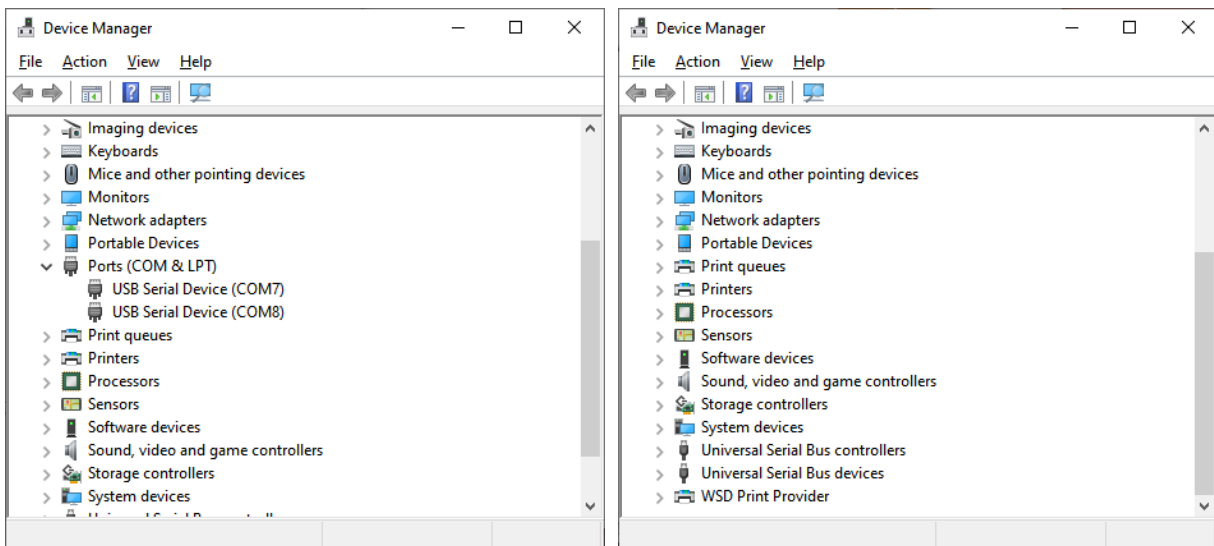 Device Manager
File Action View Help
Imaging devices
Keyboards
Mice and other pointing devices
Monitors
Network adapters
Portable Devices
Ports (COM & LPT)
USB Serial Device (COM7)
USB Serial Device (COM8)
Print queues
Printers
Processors
Sensors
Software devices
Sound, video and game controllers
Storage controllers
System devices
Device Manager
File Action View Help
Imaging devices
Keyboards
Mice and other pointing devices
Monitors
Network adapters
Portable Devices
Print queues
Printers
Processors
Sensors
Software devices
Sound, video and game controllers
Storage controllers
System devices
Universal Serial Bus controllers
Universal Serial Bus devices
WSD Print Provider